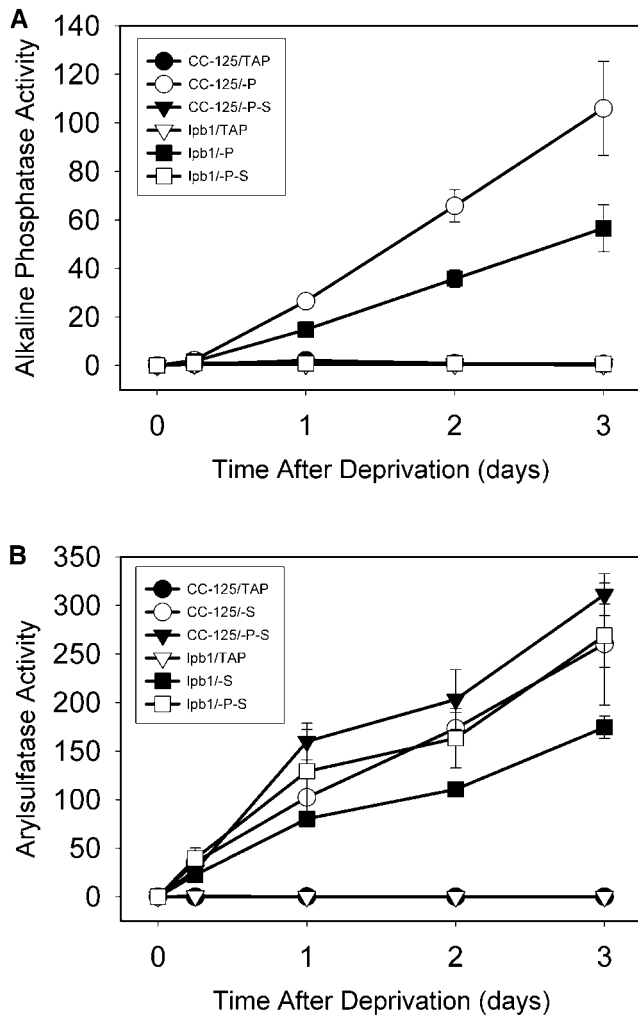 A
Alkaline Phosphatase Activity
140
120
100
80
60
40
20
0
CC-125/TAP
CC-125/-P
CC-125/-P-S
lpb1/TAP
lpb1/-P
lpb1/-P-S
0 1 2 3
Time After Deprivation (days)
B
Arylsulfatase Activity
350
300
250
200
150
100
50
0
CC-125/TAP
CC-125/-S
CC-125/-P-S
lpb1/TAP
lpb1/-S
lpb1/-P-S
0 1 2 3
Time After Deprivation (days)